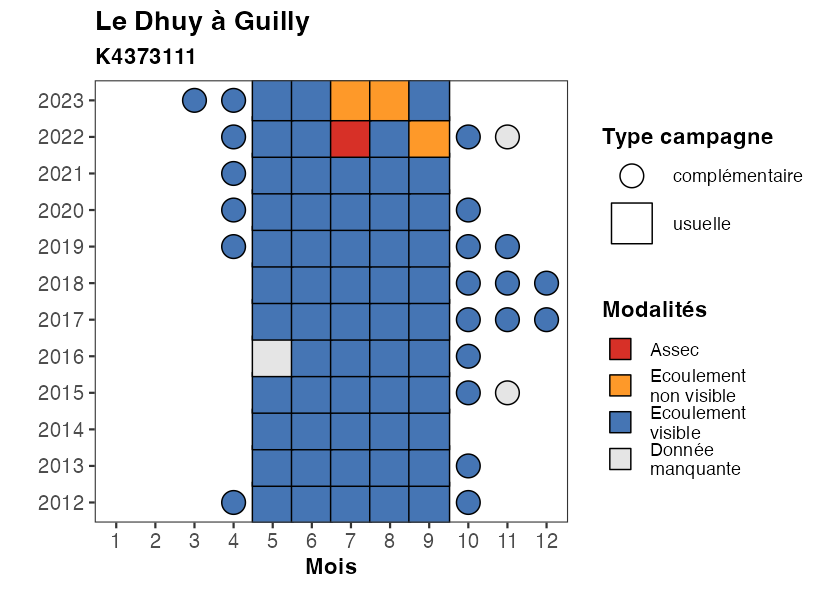 Le Dhuy à Guilly
K4373111
2023
2022
2021
2020
2019
2018
2017
2016
2015
2014
2013
2012
1 2 3 4 5 6 7 8 9 10 11 12
Mois
Type campagne
complémentaire
usuelle
Modalités
Assec
Ecoulement
non visible
Ecoulement
visible
Donnée
manquante